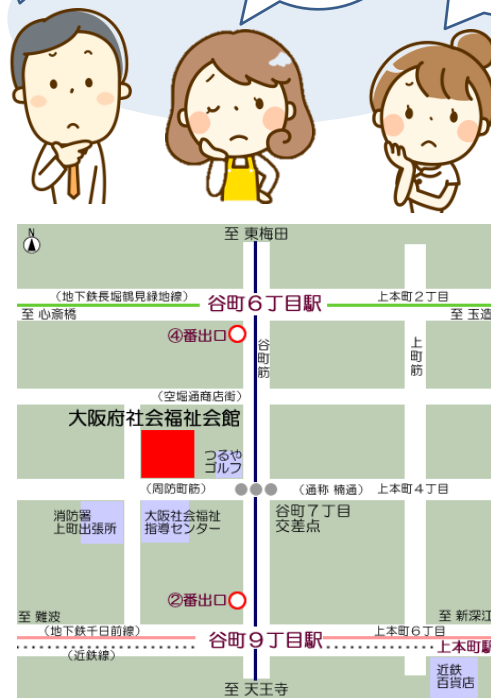 N
至 東梅田
(地下鉄長堀鶴見緑地線)
谷町6丁目駅
上本町2丁目
至 心斎橋
至 玉造
④番出口
谷町筋
上町筋
(空堀通商店街)
大阪府社会福祉会館
つるや
ゴルフ
(周防町筋)
(通称 楠通)
上本町4丁目
消防署
上町出張所
大阪社会福祉
指導センター
谷町7丁目
交差点
②番出口
至 難波
至 新深江
(地下鉄千日前線)
谷町9丁目駅
上本町6丁目
上本町駅
(近鉄線)
近鉄
百貨店
至 天王寺